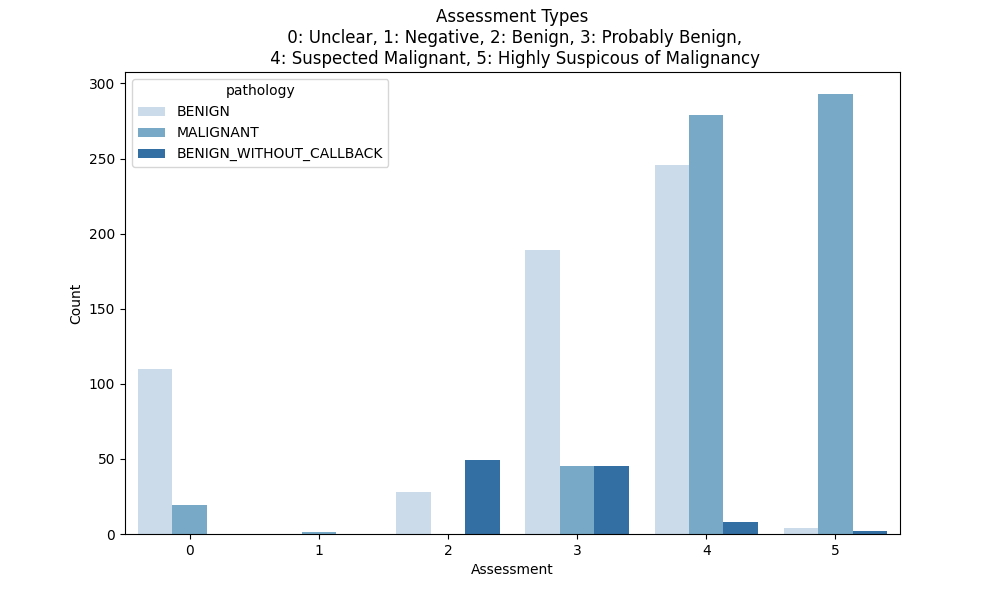 Assessment Types
0: Unclear, 1: Negative, 2: Benign, 3: Probably Benign,
4: Suspected Malignant, 5: Highly Suspicous of Malignancy
pathology
BENIGN
MALIGNANT
BENIGN_WITHOUT_CALLBACK
Count
300
250
200
150
100
50
0
0 1 2 3 4 5
Assessment